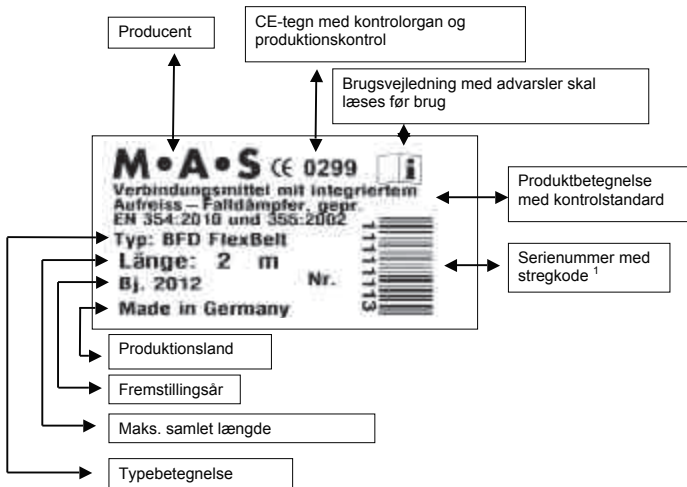 Producent
CE-tegn med kontrolorgan og
produktionskontrol
Brugsvejledning med advarsler skal
læses før brug
M•A•S CE 0299 i
Verbindungsmittel mit integriertem
Aufreiss – Falldämpfer, gepr.
EN 354:2010 und 355:2002
Typ: BFD FlexBelt
Länge: 2 m
Bj. 2012 Nr.
Made in Germany
11111113
Produktbetegnelse
med kontrolstandard
Serienummer med
stregkode 1
Produktionsland
Fremstillingsår
Maks. samlet længde
Typebetegnelse